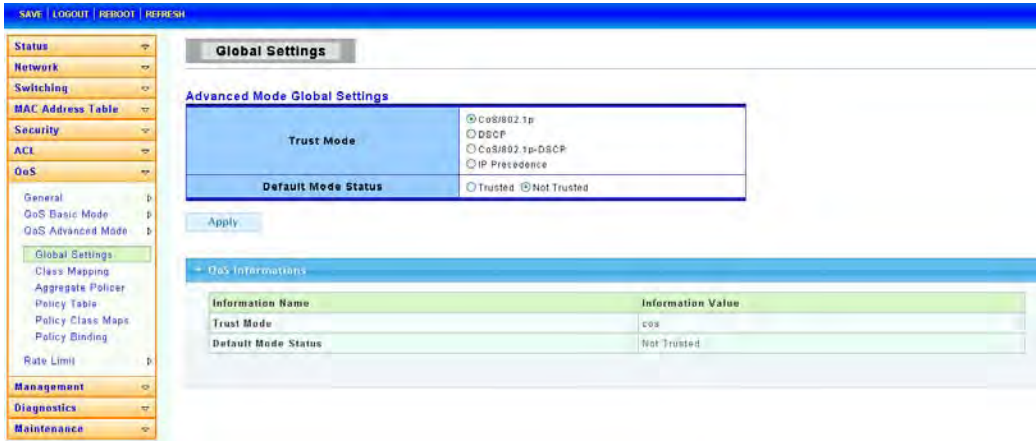 SAVE | LOGOUT | REBOOT | REFRESH
Status
Network
Switching
MAC Address Table
Security
ACL
QoS
General
QoS Basic Mode
QoS Advanced Mode
Global Settings
Class Mapping
Aggregate Policer
Policy Table
Policy Class Maps
Policy Binding
Rate Limit
Management
Diagnostics
Maintenance
Global Settings
Advanced Mode Global Settings
Trust Mode
CoS/802.1p
DSCP
CoS/802.1p-DSCP
IP Precedence
Default Mode Status
Trusted Not Trusted
Apply
QoS Informations
Information Name Information Value
Trust Mode cos
Default Mode Status Not Trusted